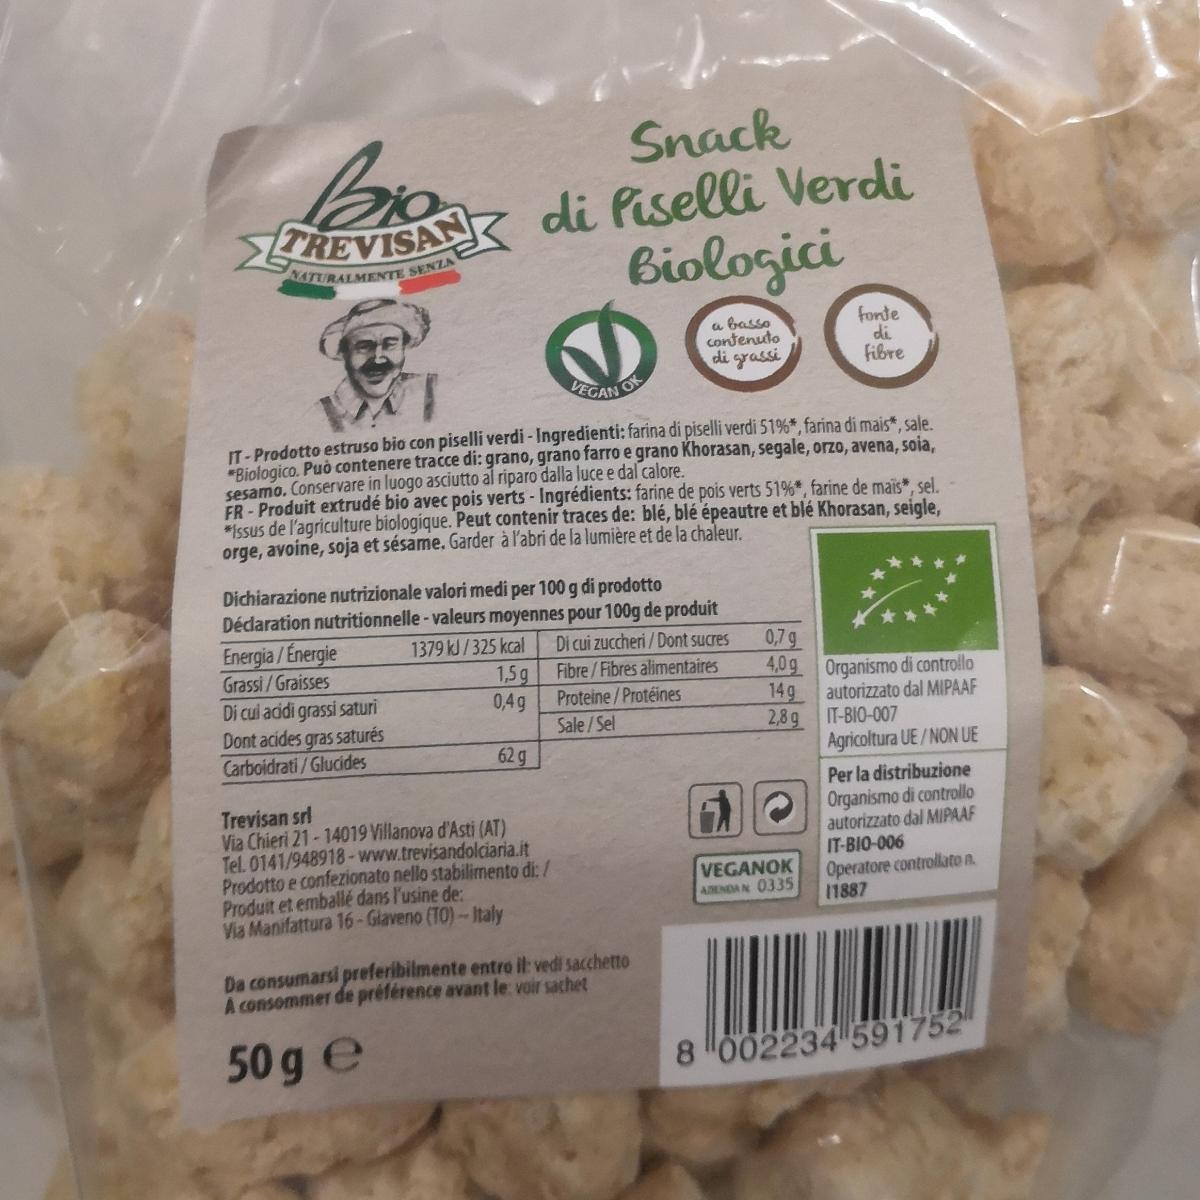 Bio
TREVISAN
NATURALMENTE SENZA
Snack
di Piselli Verdi
Biologici
VEGAN OK
a basso
contenuto
di grassi
fonte
di
fibre
IT - Prodotto estruso bio con piselli verdi - Ingredienti: farina di piselli verdi 51%*, farina di mais*, sale.
*Biologico. Può contenere tracce di: grano, grano farro e grano Khorasan, segale, orzo, avena, soia,
sesamo. Conservare in luogo asciutto al riparo dalla luce e dal calore.
FR - Produit extrudé bio avec pois verts - Ingrédients: farine de pois verts 51%*, farine de maïs*, sel.
*Issus de l'agriculture biologique. Peut contenir traces de: blé, blé épeautre et blé Khorasan, seigle,
orge, avoine, soja et sésame. Garder à l'abri de la lumière et de la chaleur.
Dichiarazione nutrizionale valori medi per 100 g di prodotto
Déclaration nutritionnelle - valeurs moyennes pour 100g de produit
Energia / Énergie 1379 kJ / 325 kcal
Grassi / Graisses 1,5 g
Di cui acidi grassi saturi 0,4 g
Dont acides gras saturés
Carboidrati / Glucides 62 g
Di cui zuccheri / Dont sucres 0,7 g
Fibre / Fibres alimentaires 4,0 g
Proteine / Protéines 14 g
Sale / Sel 2,8 g
Organismo di controllo
autorizzato dal MIPAAF
IT-BIO-007
Agricoltura UE / NON UE
Per la distribuzione
Organismo di controllo
autorizzato dal MIPAAF
IT-BIO-006
Operatore controllato n.
I1887
Trevisan srl
Via Chieri 21 - 14019 Villanova d'Asti (AT)
Tel. 0141/948918 - www.trevisandolciaria.it
Prodotto e confezionato nello stabilimento di: /
Produit et emballé dans l'usine de:
Via Manifattura 16 - Giaveno (TO) - Italy
VEGANOK
AZIENDA N. 0335
Da consumarsi preferibilmente entro il: vedi sacchetto
À consommer de préférence avant le: voir sachet
50 g e
8 002234 591752